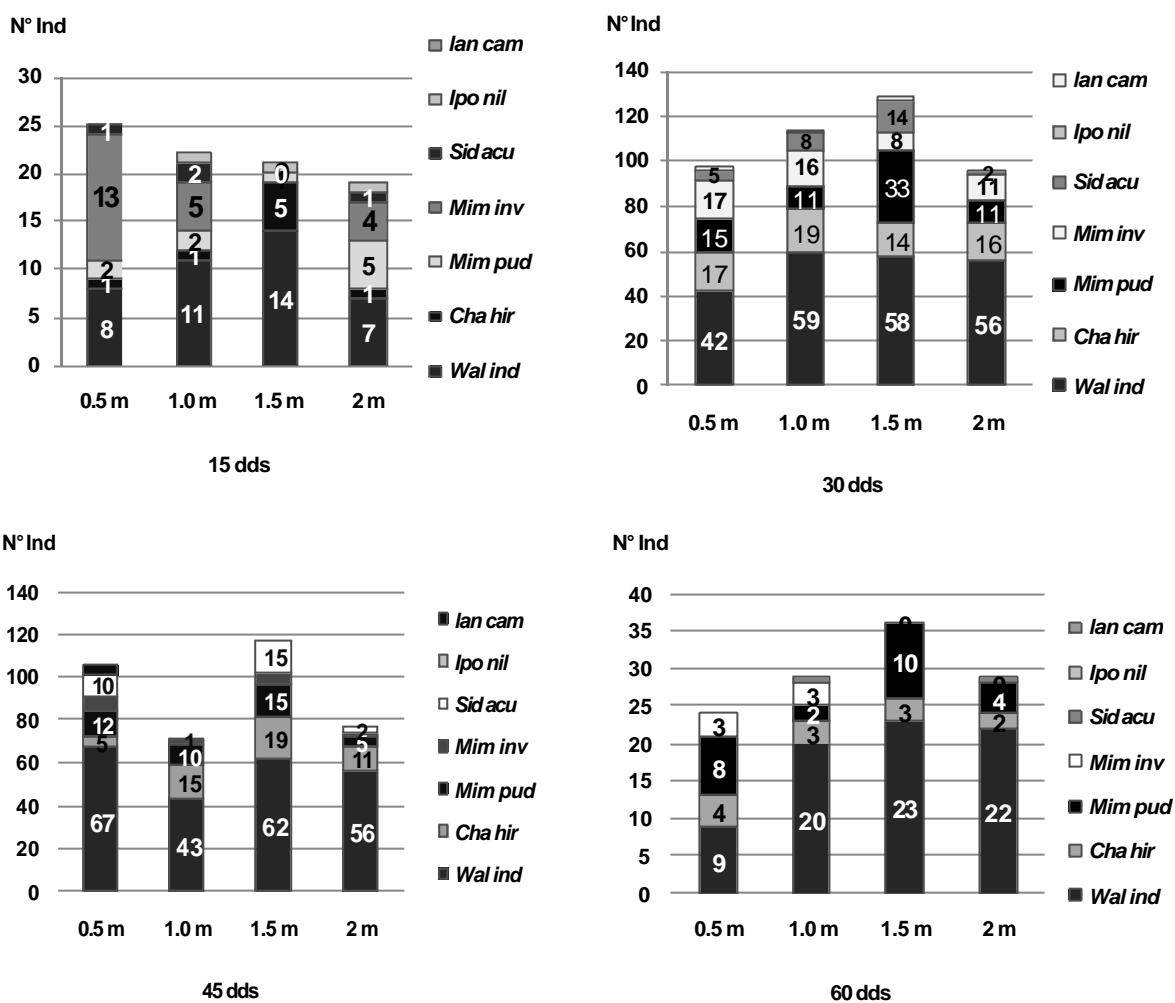 N° Ind
30
25
20
15
10
5
0
1
13
2
1
8
2
5
2
1
11
0
5
14
1
4
5
1
7
0.5 m 1.0 m 1.5 m 2 m
15 dds
lan cam
Ipo nil
Sid acu
Mim inv
Mim pud
Cha hir
Wal ind
N° Ind
140
120
100
80
60
40
20
0
5
17
15
17
42
8
16
11
19
59
14
8
33
14
58
2
11
11
16
56
0.5 m 1.0 m 1.5 m 2 m
30 dds
lan cam
Ipo nil
Sid acu
Mim inv
Mim pud
Cha hir
Wal ind
N° Ind
140
120
100
80
60
40
20
0
10
12
5
67
1
10
15
43
15
15
19
62
2
5
11
56
0.5 m 1.0 m 1.5 m 2 m
45 dds
lan cam
Ipo nil
Sid acu
Mim inv
Mim pud
Cha hir
Wal ind
N° Ind
40
35
30
25
20
15
10
5
0
3
8
4
9
3
2
3
20
0
10
3
23
0
4
2
22
0.5 m 1.0 m 1.5 m 2 m
60 dds
lan cam
Ipo nil
Sid acu
Mim inv
Mim pud
Cha hir
Wal ind